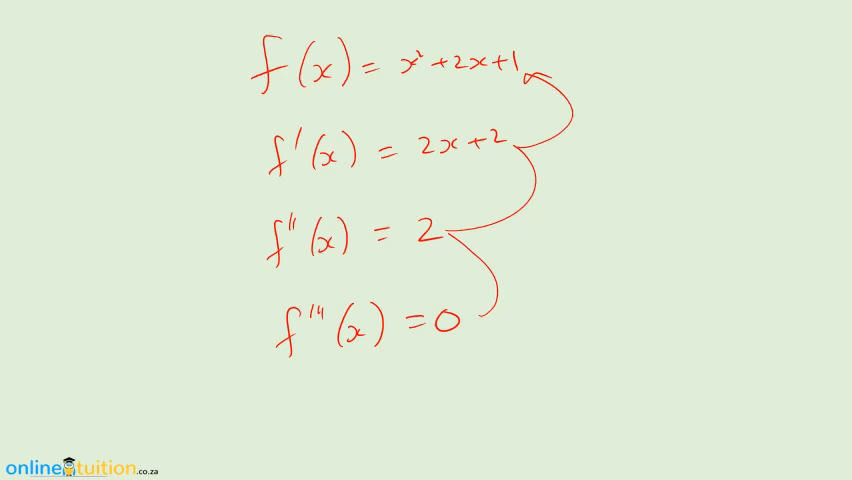 f(x) = x² + 2x + 1
f'(x) = 2x + 2
f''(x) = 2
f'''(x) = 0
onlinetuition.co.za